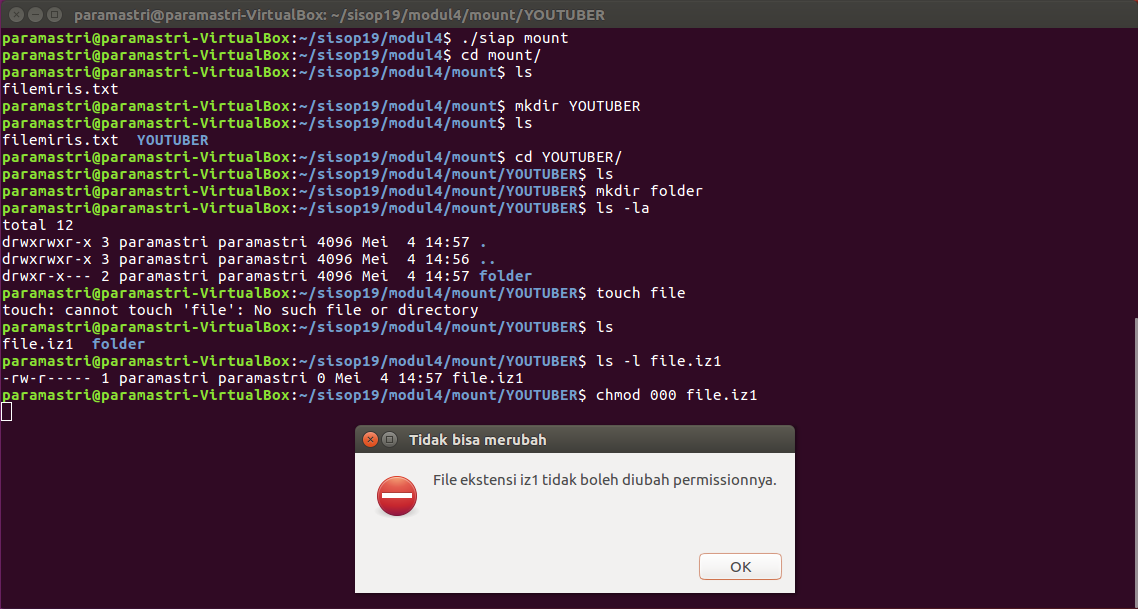 paramastri@paramastri-VirtualBox: ~/sisop19/modul4/mount/YOUTUBER
paramastri@paramastri-VirtualBox:~/sisop19/modul4$ ./siap mount
paramastri@paramastri-VirtualBox:~/sisop19/modul4$ cd mount/
paramastri@paramastri-VirtualBox:~/sisop19/modul4/mount$ ls
filemiris.txt
paramastri@paramastri-VirtualBox:~/sisop19/modul4/mount$ mkdir YOUTUBER
paramastri@paramastri-VirtualBox:~/sisop19/modul4/mount$ ls
filemiris.txt  YOUTUBER
paramastri@paramastri-VirtualBox:~/sisop19/modul4/mount$ cd YOUTUBER/
paramastri@paramastri-VirtualBox:~/sisop19/modul4/mount/YOUTUBER$ ls
paramastri@paramastri-VirtualBox:~/sisop19/modul4/mount/YOUTUBER$ mkdir folder
paramastri@paramastri-VirtualBox:~/sisop19/modul4/mount/YOUTUBER$ ls -la
total 12
drwxrwxr-x 3 paramastri paramastri 4096 Mei  4 14:57 .
drwxrwxr-x 3 paramastri paramastri 4096 Mei  4 14:56 ..
drwxr-x--- 2 paramastri paramastri 4096 Mei  4 14:57 folder
paramastri@paramastri-VirtualBox:~/sisop19/modul4/mount/YOUTUBER$ touch file
touch: cannot touch 'file': No such file or directory
paramastri@paramastri-VirtualBox:~/sisop19/modul4/mount/YOUTUBER$ ls
file.iz1  folder
paramastri@paramastri-VirtualBox:~/sisop19/modul4/mount/YOUTUBER$ ls -l file.iz1
-rw-r----- 1 paramastri paramastri 0 Mei  4 14:57 file.iz1
paramastri@paramastri-VirtualBox:~/sisop19/modul4/mount/YOUTUBER$ chmod 000 file.iz1
Tidak bisa merubah
File ekstensi iz1 tidak boleh diubah permissionnya.
OK